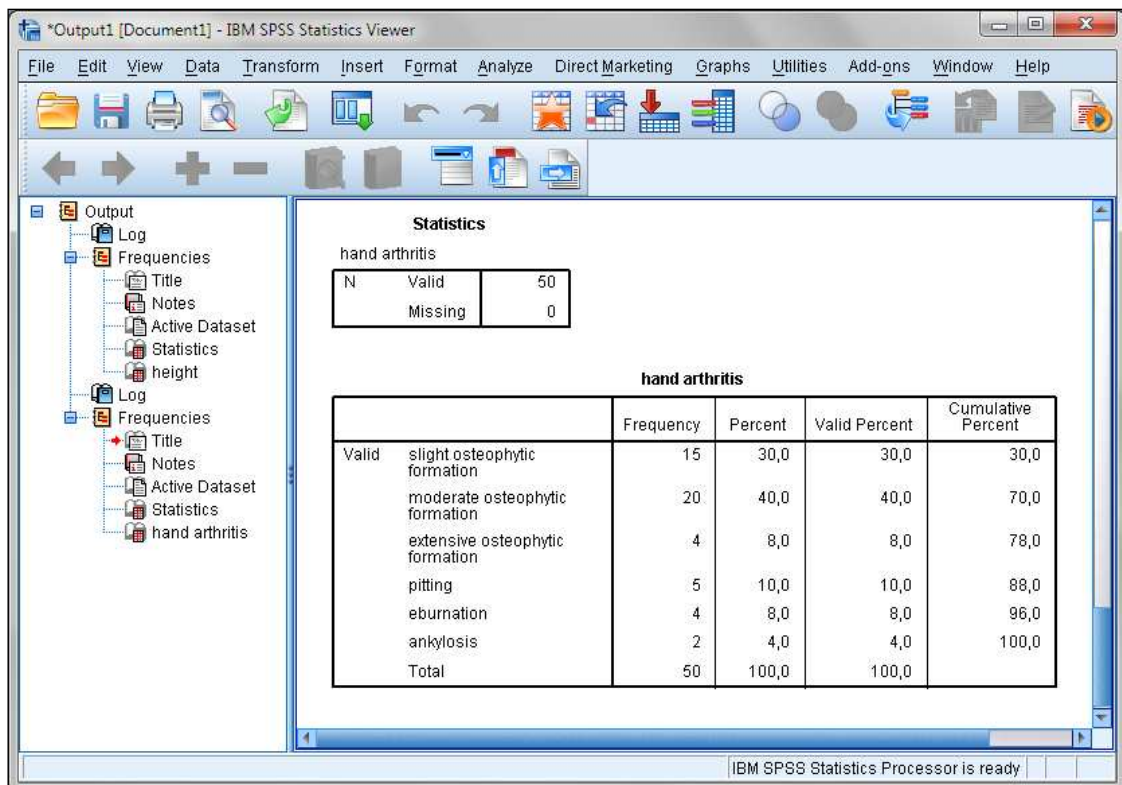 *Output1 [Document1] - IBM SPSS Statistics Viewer
File Edit View Data Transform Insert Format Analyze Direct Marketing Graphs Utilities Add-ons Window Help
Output
Log
Frequencies
Title
Notes
Active Dataset
Statistics
height
Log
Frequencies
Title
Notes
Active Dataset
Statistics
hand arthritis
Statistics
hand arthritis
N Valid 50
Missing 0
hand arthritis
Frequency Percent Valid Percent Cumulative Percent
Valid slight osteophytic formation 15 30,0 30,0 30,0
moderate osteophytic formation 20 40,0 40,0 70,0
extensive osteophytic formation 4 8,0 8,0 78,0
pitting 5 10,0 10,0 88,0
eburnation 4 8,0 8,0 96,0
ankylosis 2 4,0 4,0 100,0
Total 50 100,0 100,0
IBM SPSS Statistics Processor is ready